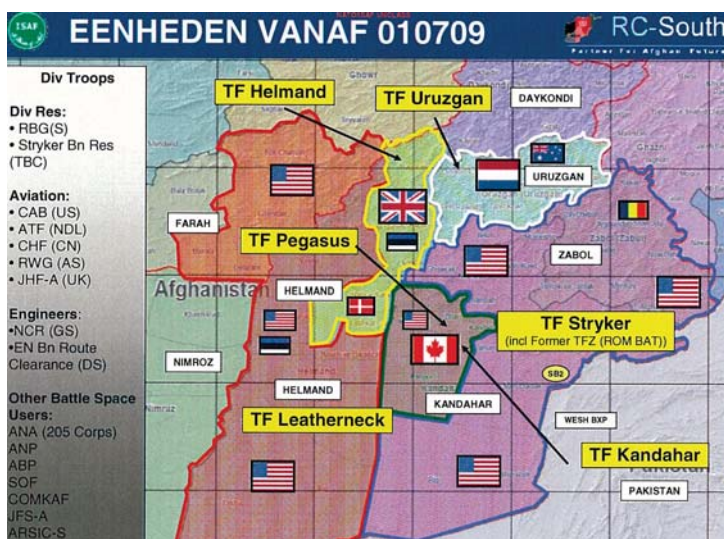 NATO/ISAF UNCLASS
ISAF
EENHEDEN VANAF 010709
RC-South
Partner For Afghan Future
Div Troops
Div Res:
• RBG(S)
• Stryker Bn Res
(TBC)
Aviation:
• CAB (US)
• ATF (NDL)
• CHF (CN)
• RWG (AS)
• JHF-A (UK)
Engineers:
•NCR (GS)
•EN Bn Route
Clearance (DS)
Other Battle Space
Users:
ANA (205 Corps)
ANP
ABP
SOF
COMKAF
JFS-A
ARSIC-S
TF Helmand
TF Uruzgan
DAYKONDI
URUZGAN
FARAH
TF Pegasus
ZABOL
Afghanistan
HELMAND
TF Stryker
(incl Former TFZ (ROM BAT))
NIMROZ
SB2
HELMAND
KANDAHAR
TF Leatherneck
WESH BXP
TF Kandahar
Pakistan
PAKISTAN